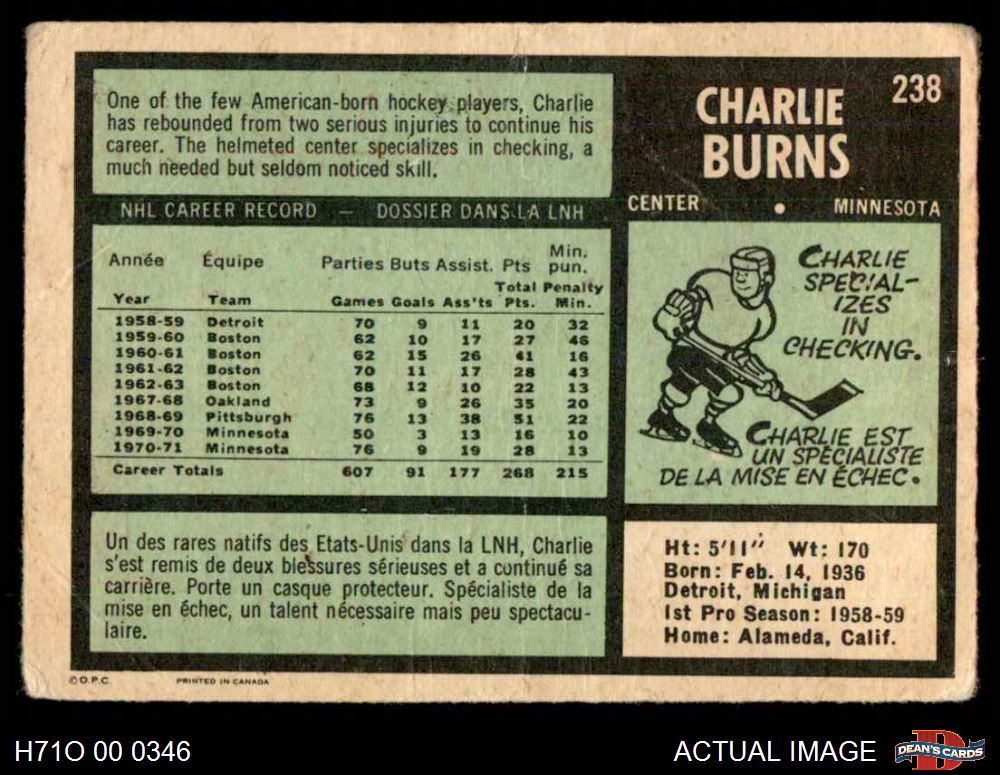 One of the few American-born hockey players, Charlie
has rebounded from two serious injuries to continue his
career. The helmeted center specializes in checking, a
much needed but seldom noticed skill.
238
CHARLIE
BURNS
CENTER • MINNESOTA
NHL CAREER RECORD — DOSSIER DANS LA LNH
Année Équipe Parties Buts Assist. Pts Min. pun.
Year Team Games Goals Ass'ts Total Pts. Penalty Min.
1958-59 Detroit 70 9 11 20 32
1959-60 Boston 62 10 17 27 46
1960-61 Boston 62 15 26 41 16
1961-62 Boston 70 11 17 28 43
1962-63 Boston 68 12 10 22 13
1967-68 Oakland 73 9 26 35 20
1968-69 Pittsburgh 76 13 38 51 22
1969-70 Minnesota 50 3 13 16 10
1970-71 Minnesota 76 9 19 28 13
Career Totals 607 91 177 268 215
CHARLIE
SPECIAL-
IZES
IN
CHECKING.
CHARLIE EST
UN SPÉCIALISTE
DE LA MISE EN ÉCHEC.
Un des rares natifs des Etats-Unis dans la LNH, Charlie
s'est remis de deux blessures sérieuses et a continué sa
carrière. Porte un casque protecteur. Spécialiste de la
mise en échec, un talent nécessaire mais peu spectacu-
laire.
Ht: 5'11" Wt: 170
Born: Feb. 14, 1936
Detroit, Michigan
1st Pro Season: 1958-59
Home: Alameda, Calif.
© O.P.C. PRINTED IN CANADA
H71O 00 0346
ACTUAL IMAGE
DEAN'S CARDS